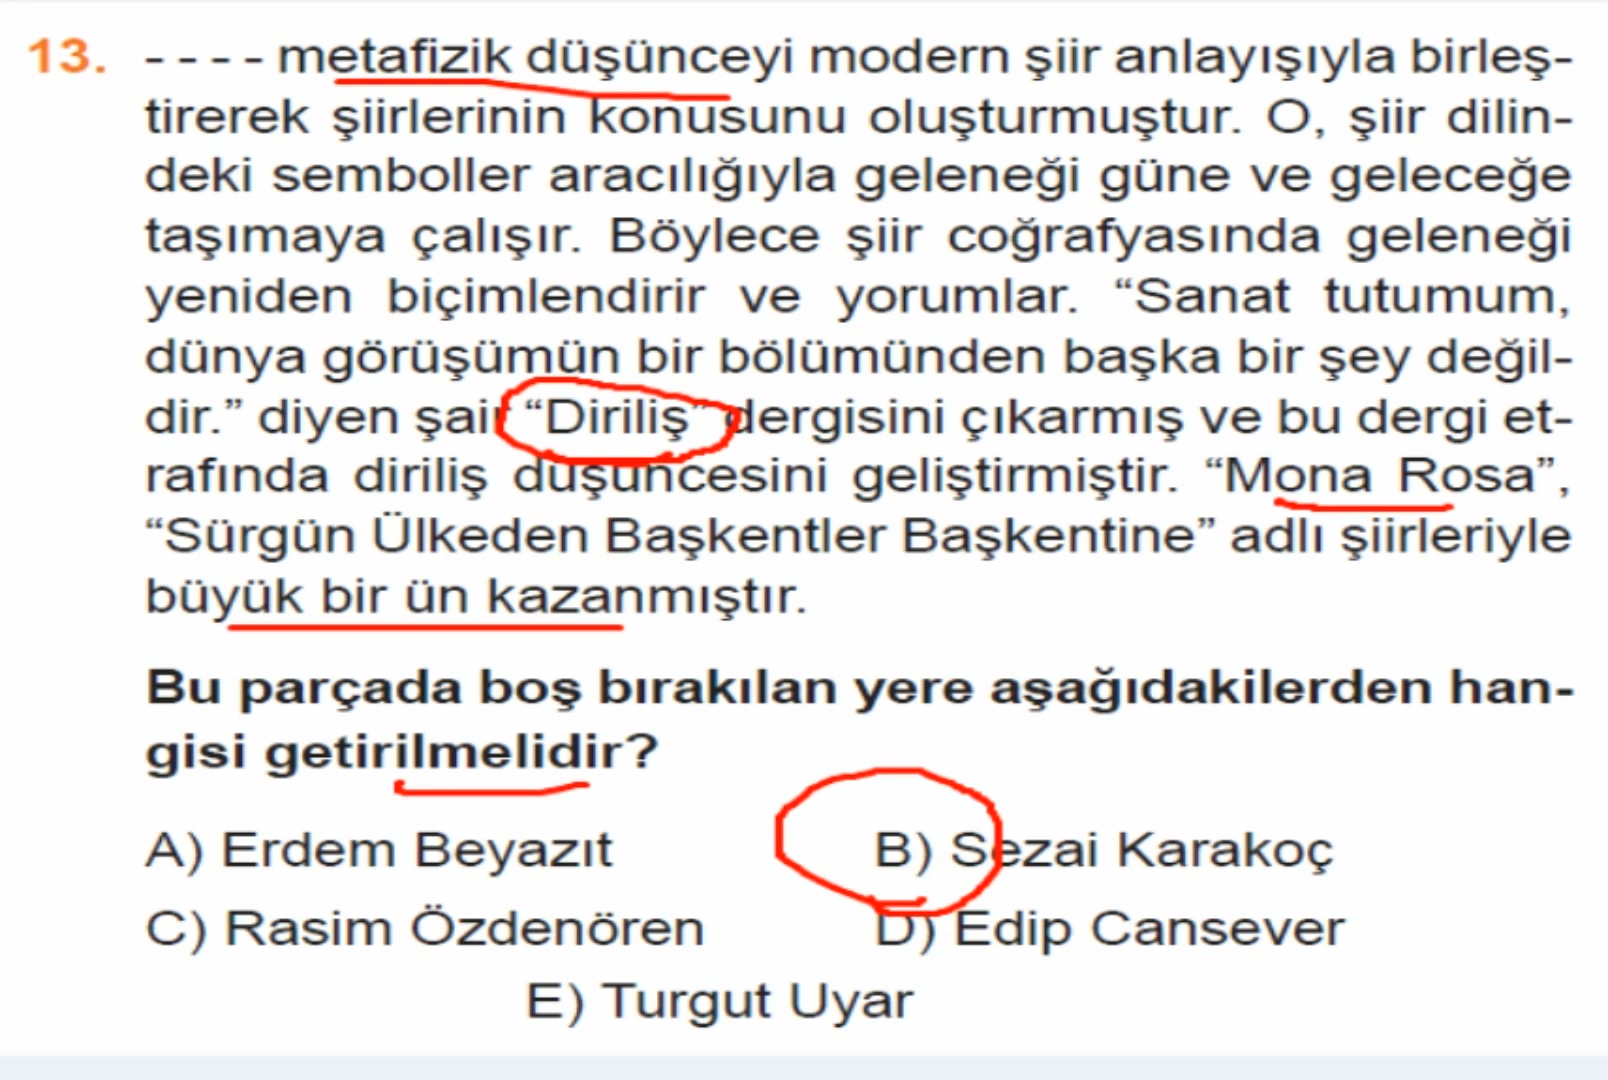 13. ---- metafizik düşünceyi modern şiir anlayışıyla birleş-
tirerek şiirlerinin konusunu oluşturmuştur. O, şiir dilin-
deki semboller aracılığıyla geleneği güne ve geleceğe
taşımaya çalışır. Böylece şiir coğrafyasında geleneği
yeniden biçimlendirir ve yorumlar. “Sanat tutumum,
dünya görüşümün bir bölümünden başka bir şey değil-
dir.” diyen şair “Diriliş” dergisini çıkarmış ve bu dergi et-
rafında diriliş düşüncesini geliştirmiştir. “Mona Rosa”,
“Sürgün Ülkeden Başkentler Başkentine” adlı şiirleriyle
büyük bir ün kazanmıştır.
Bu parçada boş bırakılan yere aşağıdakilerden han-
gisi getirilmelidir?
A) Erdem Beyazıt B) Sezai Karakoç
C) Rasim Özdenören D) Edip Cansever
E) Turgut Uyar